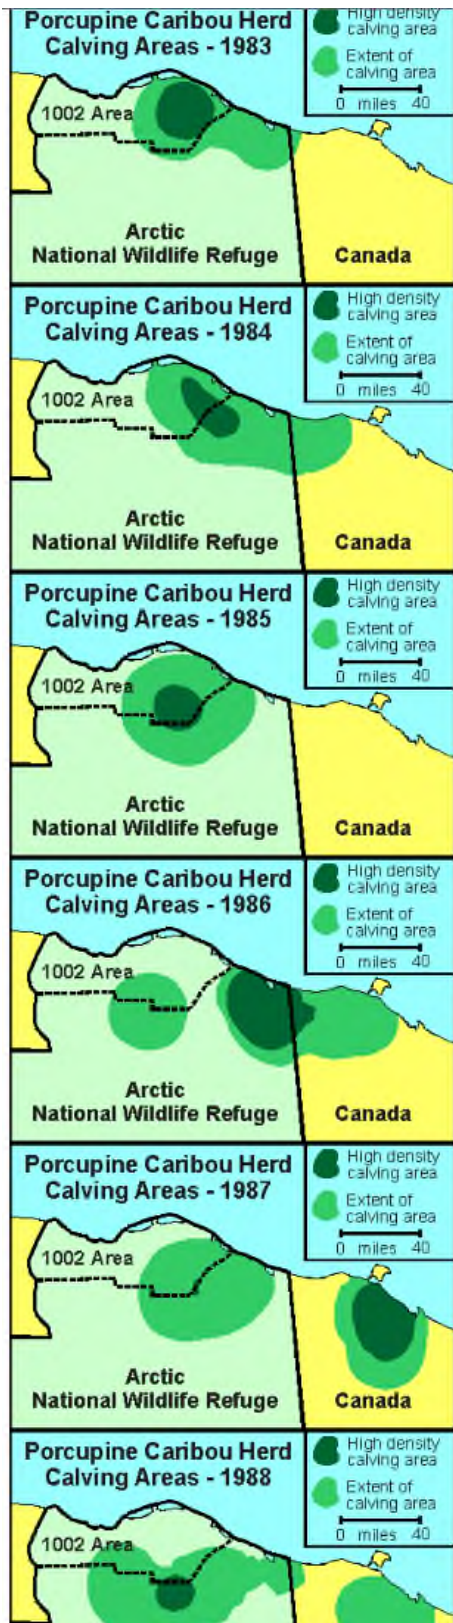 Porcupine Caribou Herd
Calving Areas - 1983
High density
calving area
Extent of
calving area
0 miles 40
1002 Area
Arctic
National Wildlife Refuge
Canada
Porcupine Caribou Herd
Calving Areas - 1984
High density
calving area
Extent of
calving area
0 miles 40
1002 Area
Arctic
National Wildlife Refuge
Canada
Porcupine Caribou Herd
Calving Areas - 1985
High density
calving area
Extent of
calving area
0 miles 40
1002 Area
Arctic
National Wildlife Refuge
Canada
Porcupine Caribou Herd
Calving Areas - 1986
High density
calving area
Extent of
calving area
0 miles 40
1002 Area
Arctic
National Wildlife Refuge
Canada
Porcupine Caribou Herd
Calving Areas - 1987
High density
calving area
Extent of
calving area
0 miles 40
1002 Area
Arctic
National Wildlife Refuge
Canada
Porcupine Caribou Herd
Calving Areas - 1988
High density
calving area
Extent of
calving area
0 miles 40
1002 Area